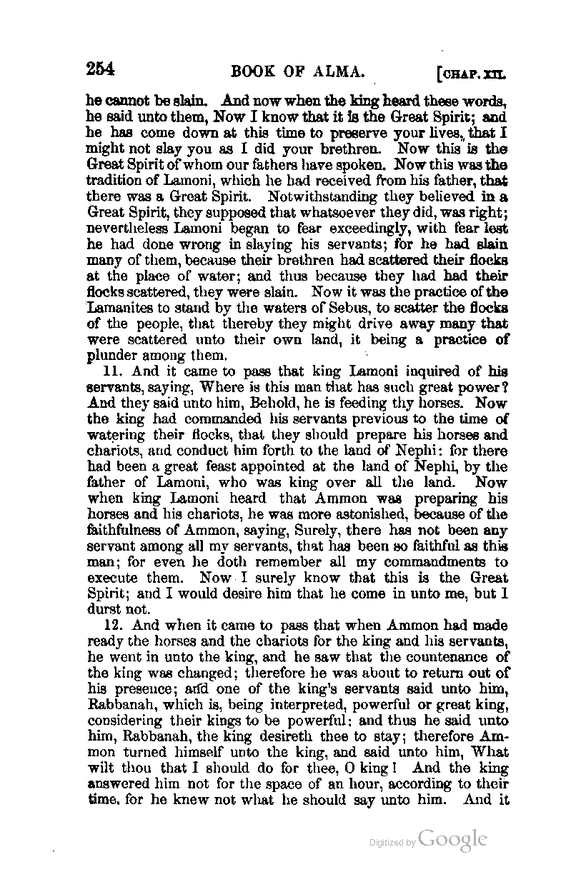 254 BOOK OF ALMA. [CHAP. XII.
he cannot be slain. And now when the king heard these words,
he said unto them, Now I know that it is the Great Spirit; and
he has come down at this time to preserve your lives, that I
might not slay you as I did your brethren. Now this is the
Great Spirit of whom our fathers have spoken. Now this was the
tradition of Lamoni, which he had received from his father, that
there was a Great Spirit. Notwithstanding they believed in a
Great Spirit, they supposed that whatsoever they did, was right;
nevertheless Lamoni began to fear exceedingly, with fear lest
he had done wrong in slaying his servants; for he had slain
many of them, because their brethren had scattered their flocks
at the place of water; and thus because they had had their
flocks scattered, they were slain. Now it was the practice of the
Lamanites to stand by the waters of Sebus, to scatter the flocks
of the people, that thereby they might drive away many that
were scattered unto their own land, it being a practice of
plunder among them.
11. And it came to pass that king Lamoni inquired of his
servants, saying, Where is this man that has such great power?
And they said unto him, Behold, he is feeding thy horses. Now
the king had commanded his servants previous to the time of
watering their flocks, that they should prepare his horses and
chariots, and conduct him forth to the land of Nephi: for there
had been a great feast appointed at the land of Nephi, by the
father of Lamoni, who was king over all the land. Now
when king Lamoni heard that Ammon was preparing his
horses and his chariots, he was more astonished, because of the
faithfulness of Ammon, saying, Surely, there has not been any
servant among all my servants, that has been so faithful as this
man; for even he doth remember all my commandments to
execute them. Now I surely know that this is the Great
Spirit; and I would desire him that he come in unto me, but I
durst not.
12. And when it came to pass that when Ammon had made
ready the horses and the chariots for the king and his servants,
he went in unto the king, and he saw that the countenance of
the king was changed; therefore he was about to return out of
his presence; and one of the king's servants said unto him,
Rabbanah, which is, being interpreted, powerful or great king,
considering their kings to be powerful; and thus he said unto
him, Rabbanah, the king desireth thee to stay; therefore Am-
mon turned himself unto the king, and said unto him, What
wilt thou that I should do for thee, O king! And the king
answered him not for the space of an hour, according to their
time, for he knew not what he should say unto him. And it
Digitized by Google